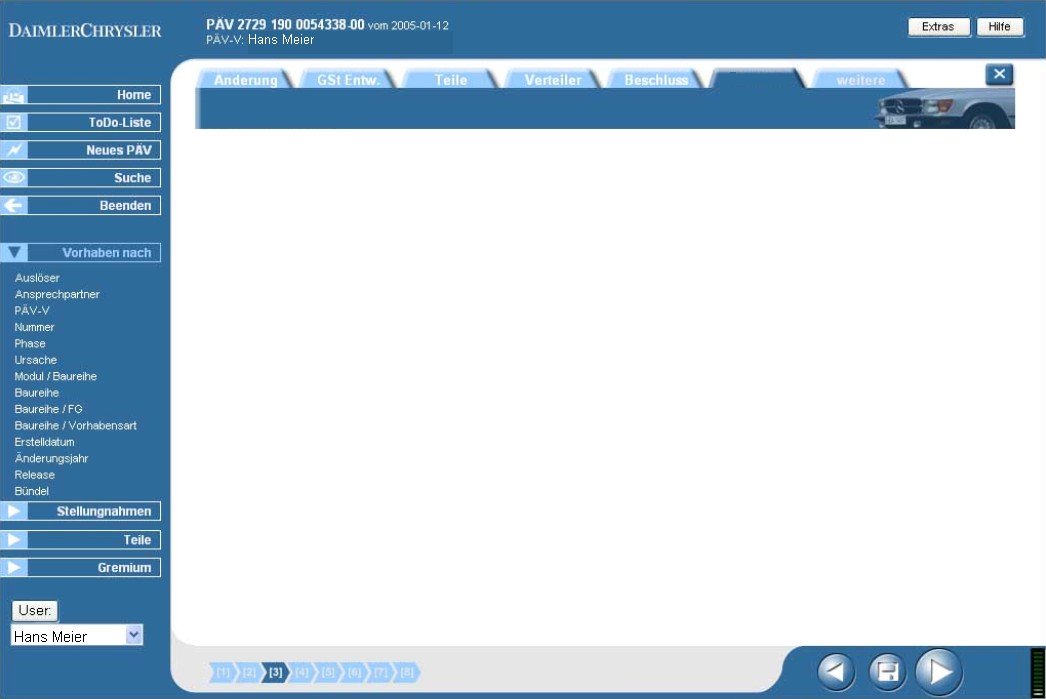 DAIMLERCHRYSLER
PÄV 2729 190 0054338-00 vom 2005-01-12
PÄV-V: Hans Meier
Extras
Hilfe
Änderung
GSt Entw.
Teile
Verteiler
Beschluss
weitere
Home
ToDo-Liste
Neues PÄV
Suche
Beenden
Vorhaben nach
Auslöser
Ansprechpartner
PÄV-V
Nummer
Phase
Ursache
Modul / Baureihe
Baureihe
Baureihe / FG
Baureihe / Vorhabensart
Erstelldatum
Änderungsjahr
Release
Bündel
Stellungnahmen
Teile
Gremium
User:
Hans Meier
[1] [2] [3] [4] [5] [6] [7] [8]